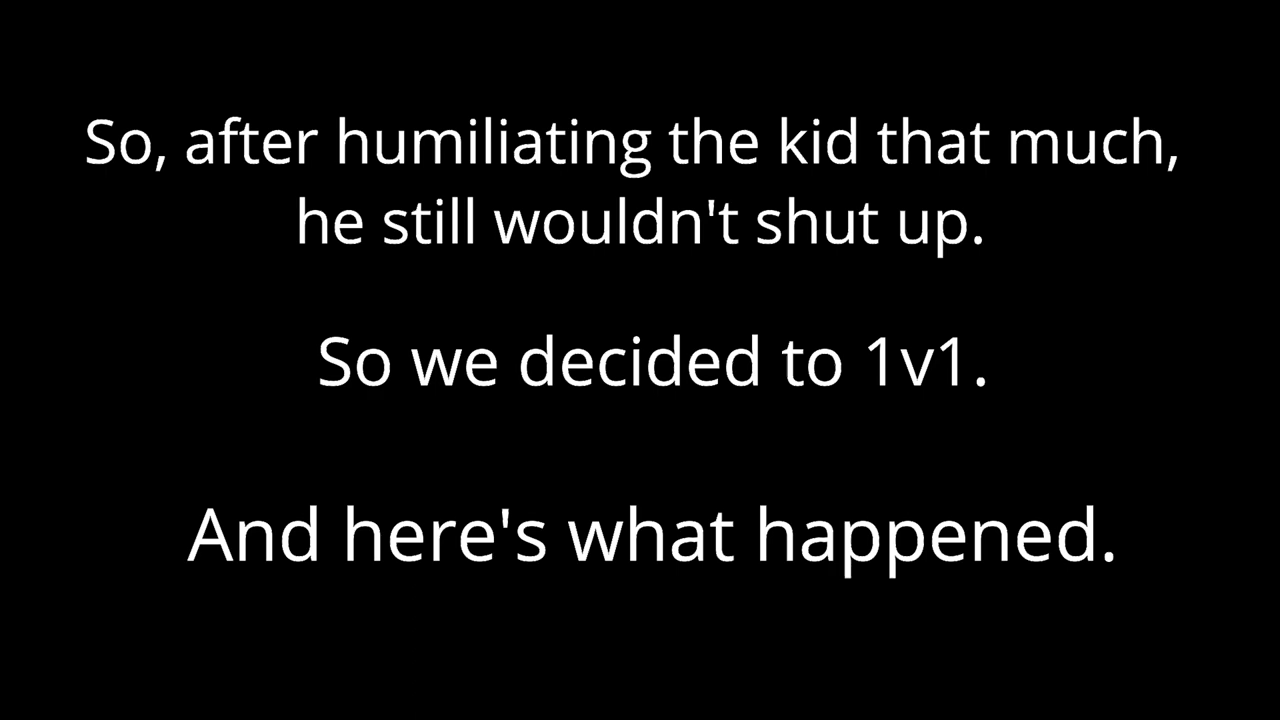 So, after humiliating the kid that much,
he still wouldn't shut up.
So we decided to 1v1.
And here's what happened.